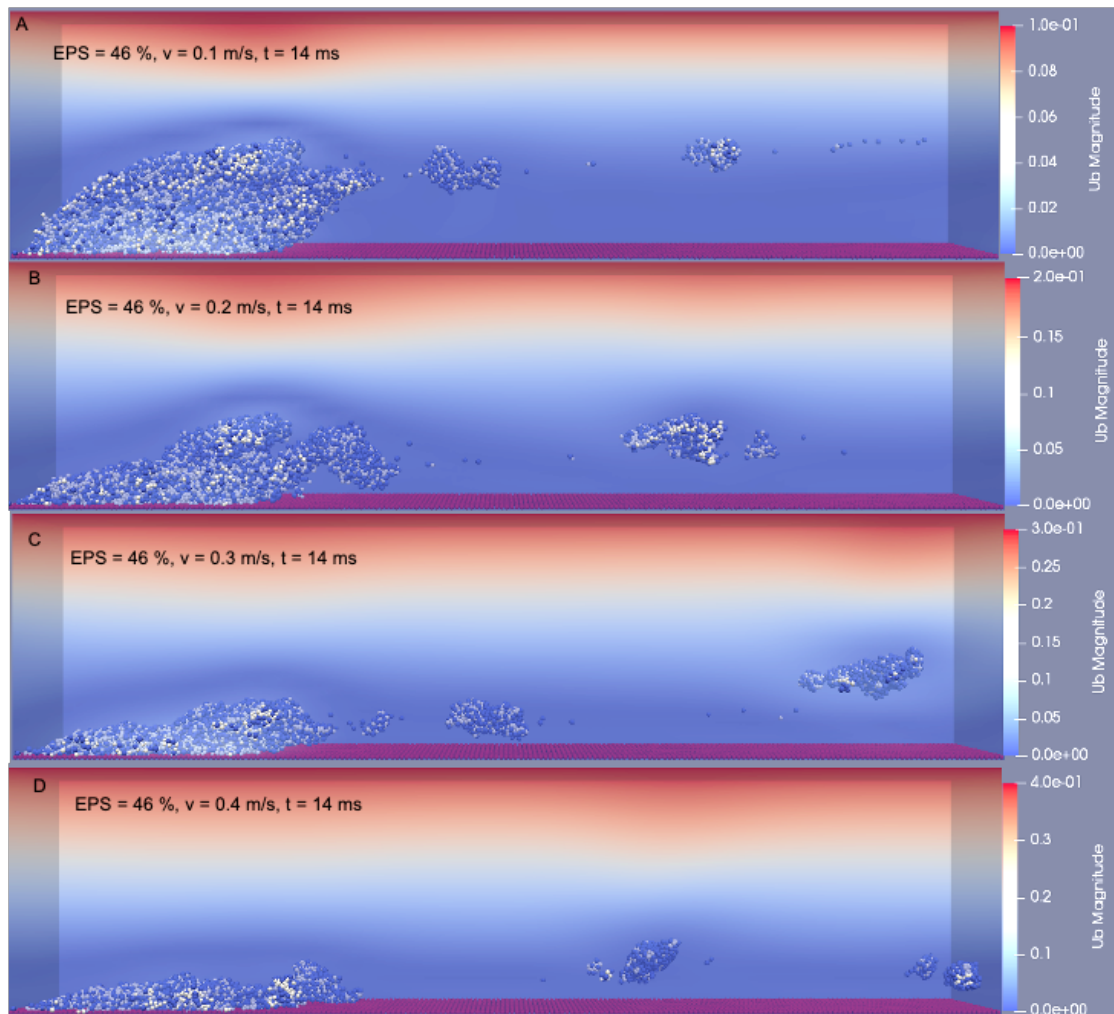 A
EPS = 46 %, v = 0.1 m/s, t = 14 ms
1.0e-01
0.08
0.06
0.04
0.02
0.0e+00
Ub Magnitude
B
EPS = 46 %, v = 0.2 m/s, t = 14 ms
2.0e-01
0.15
0.1
0.05
0.0e+00
Ub Magnitude
C
EPS = 46 %, v = 0.3 m/s, t = 14 ms
3.0e-01
0.25
0.2
0.15
0.1
0.05
0.0e+00
Ub Magnitude
D
EPS = 46 %, v = 0.4 m/s, t = 14 ms
4.0e-01
0.3
0.2
0.1
0.0e+00
Ub Magnitude